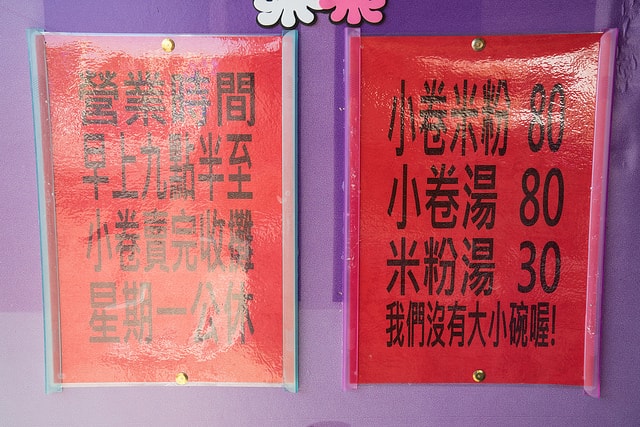 營業時間
早上九點半至
小卷賣完收攤
星期一公休
小卷米粉 80
小卷湯 80
米粉湯 30
我們沒有大小碗喔!